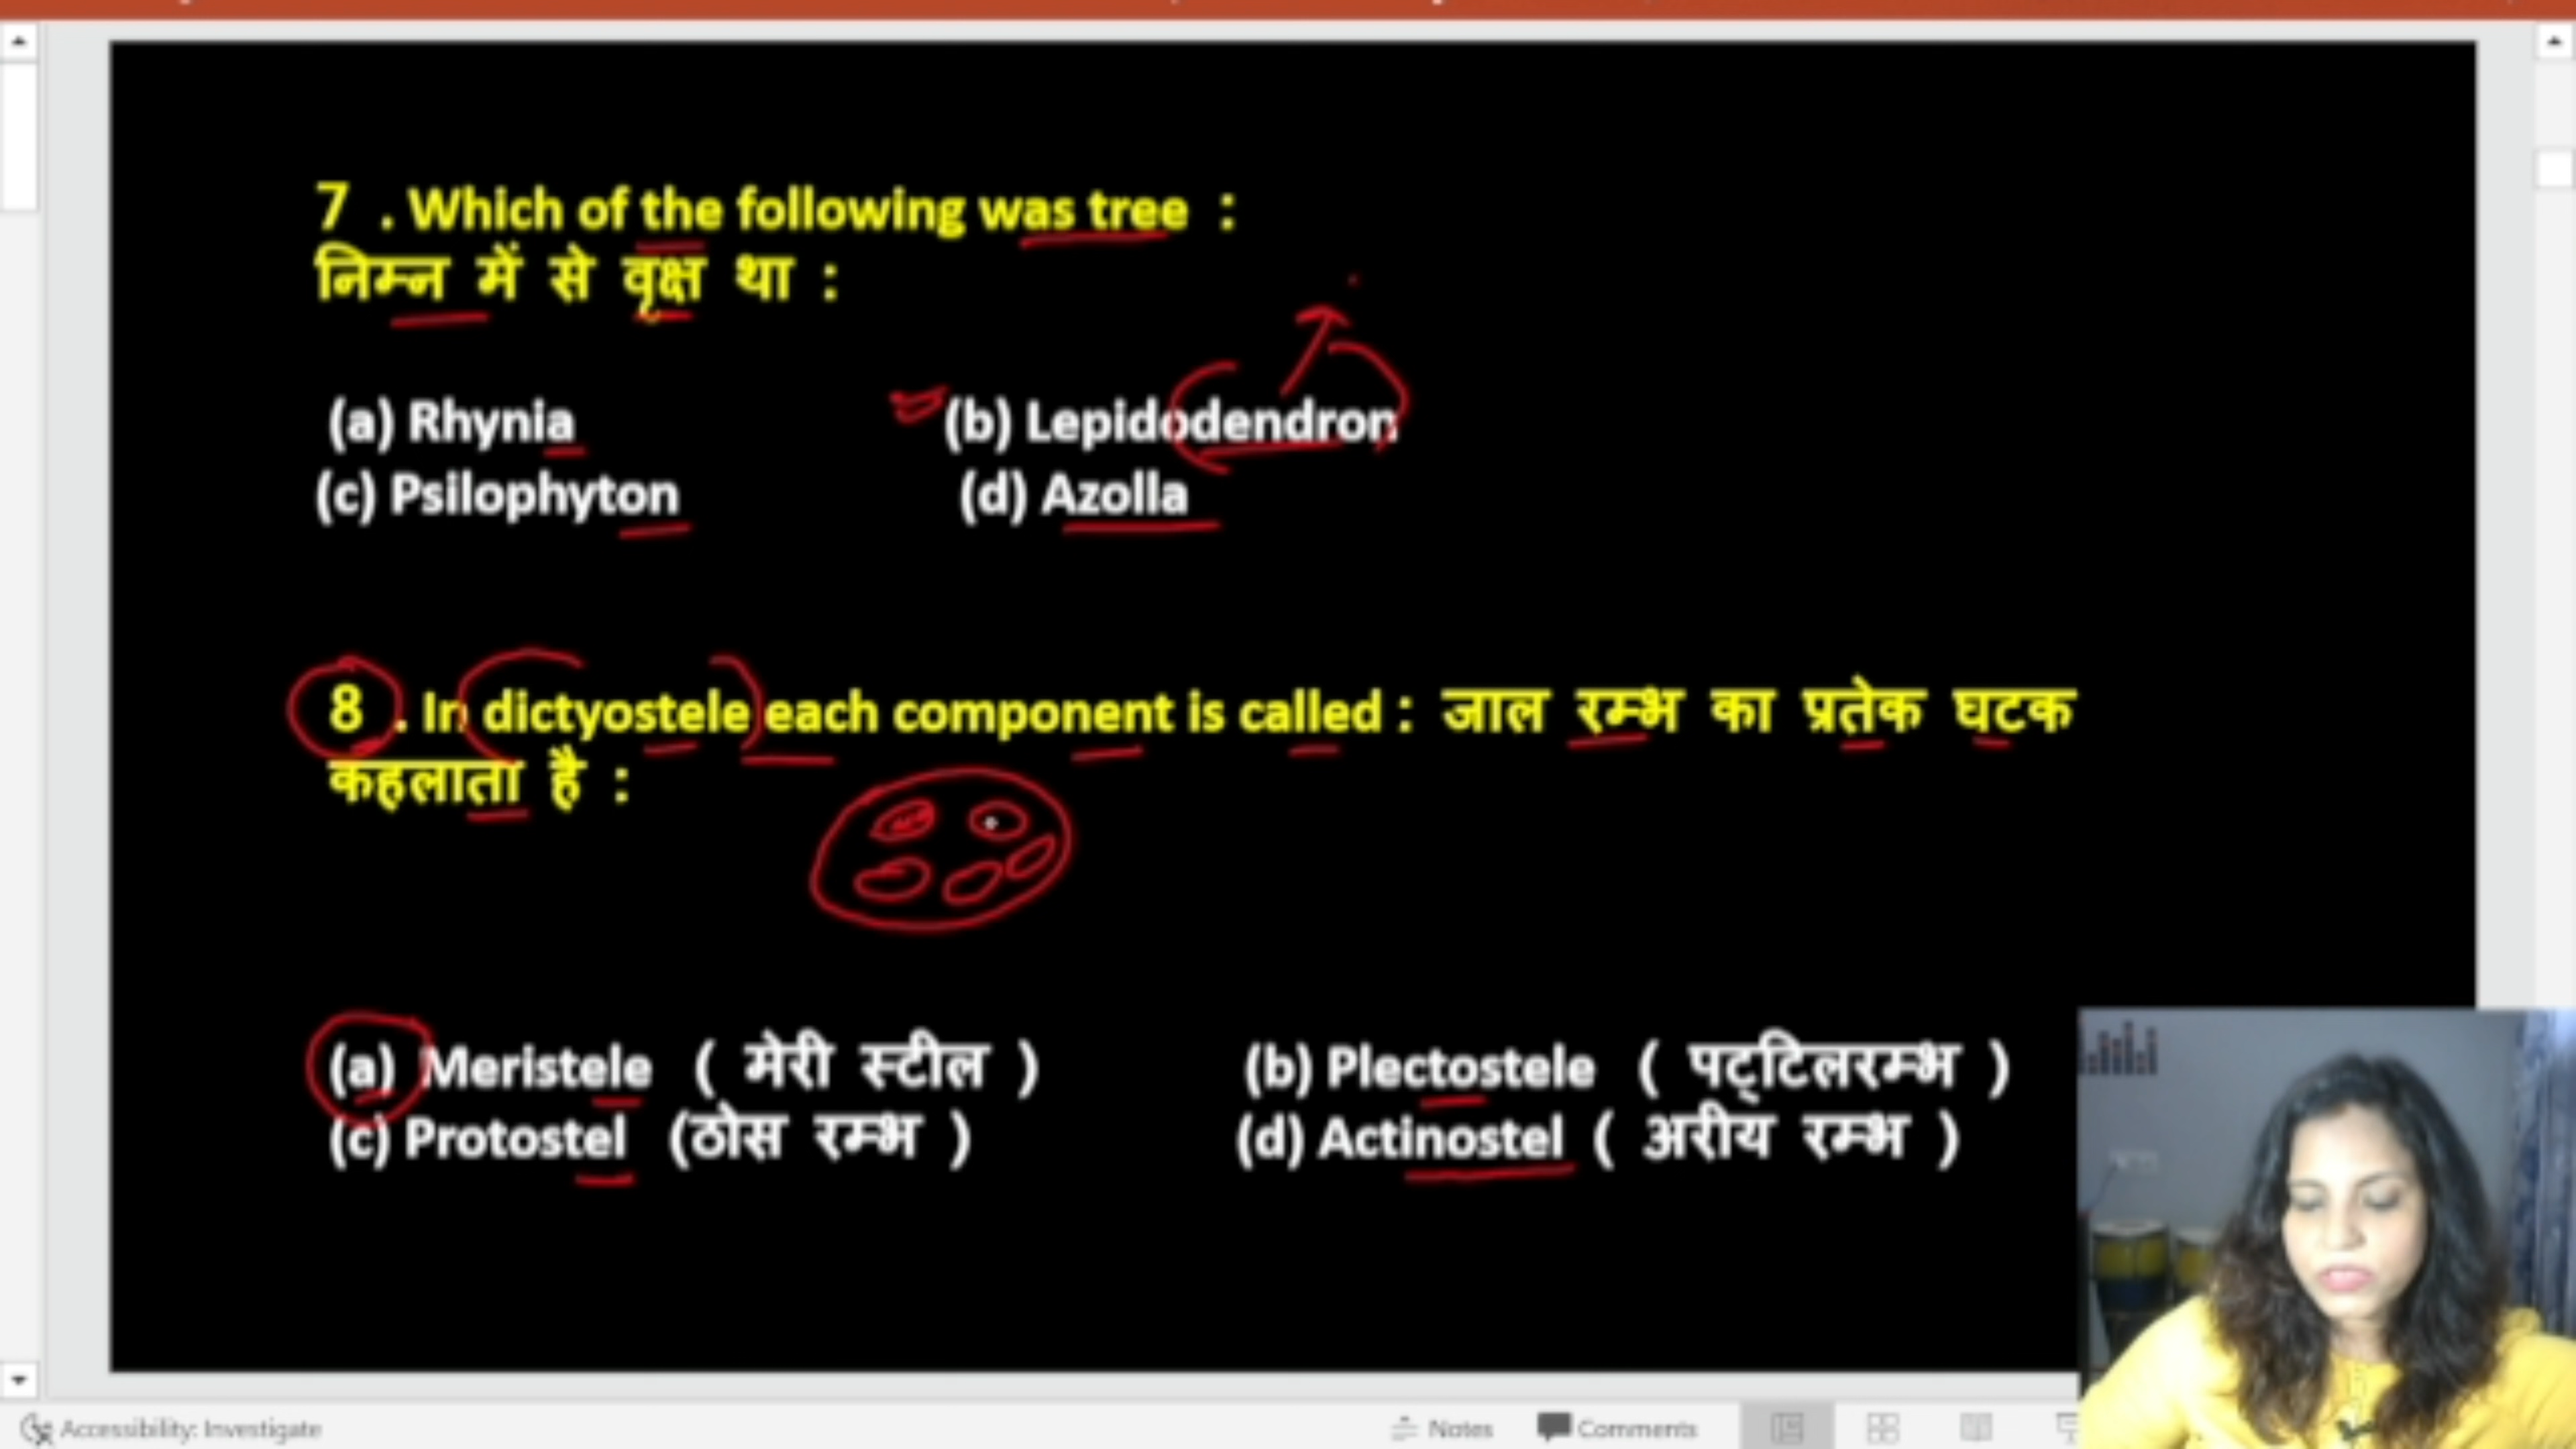 7 . Which of the following was tree :
निम्न में से वृक्ष था :
(a) Rhynia (b) Lepidodendron
(c) Psilophyton (d) Azolla
8 . In dictyostele each component is called : जाल रम्भ का प्रतेक घटक
कहलाता है :
(a) Meristele ( मेरी स्टील ) (b) Plectostele ( पट्टिलरम्भ )
(c) Protostel (ठोस रम्भ ) (d) Actinostel ( अरीय रम्भ )
Accessibility: Investigate Notes Comments